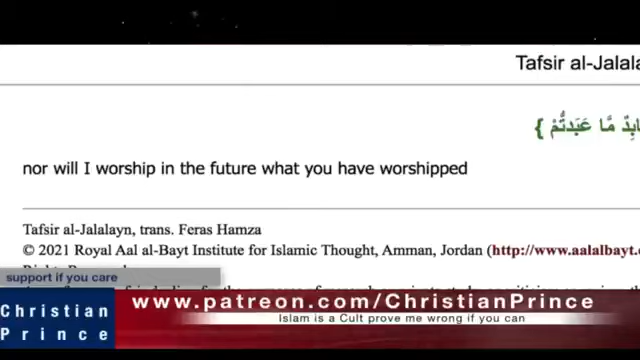 Tafsir al-Jalala
مَّا عَبَدتُّمْ }
nor will I worship in the future what you have worshipped
Tafsir al-Jalalayn, trans. Feras Hamza
© 2021 Royal Aal al-Bayt Institute for Islamic Thought, Amman, Jordan (http://www.aalalbayt.
support if you care
Christian
Prince
www.patreon.com/ChristianPrince
Islam is a Cult prove me wrong if you can